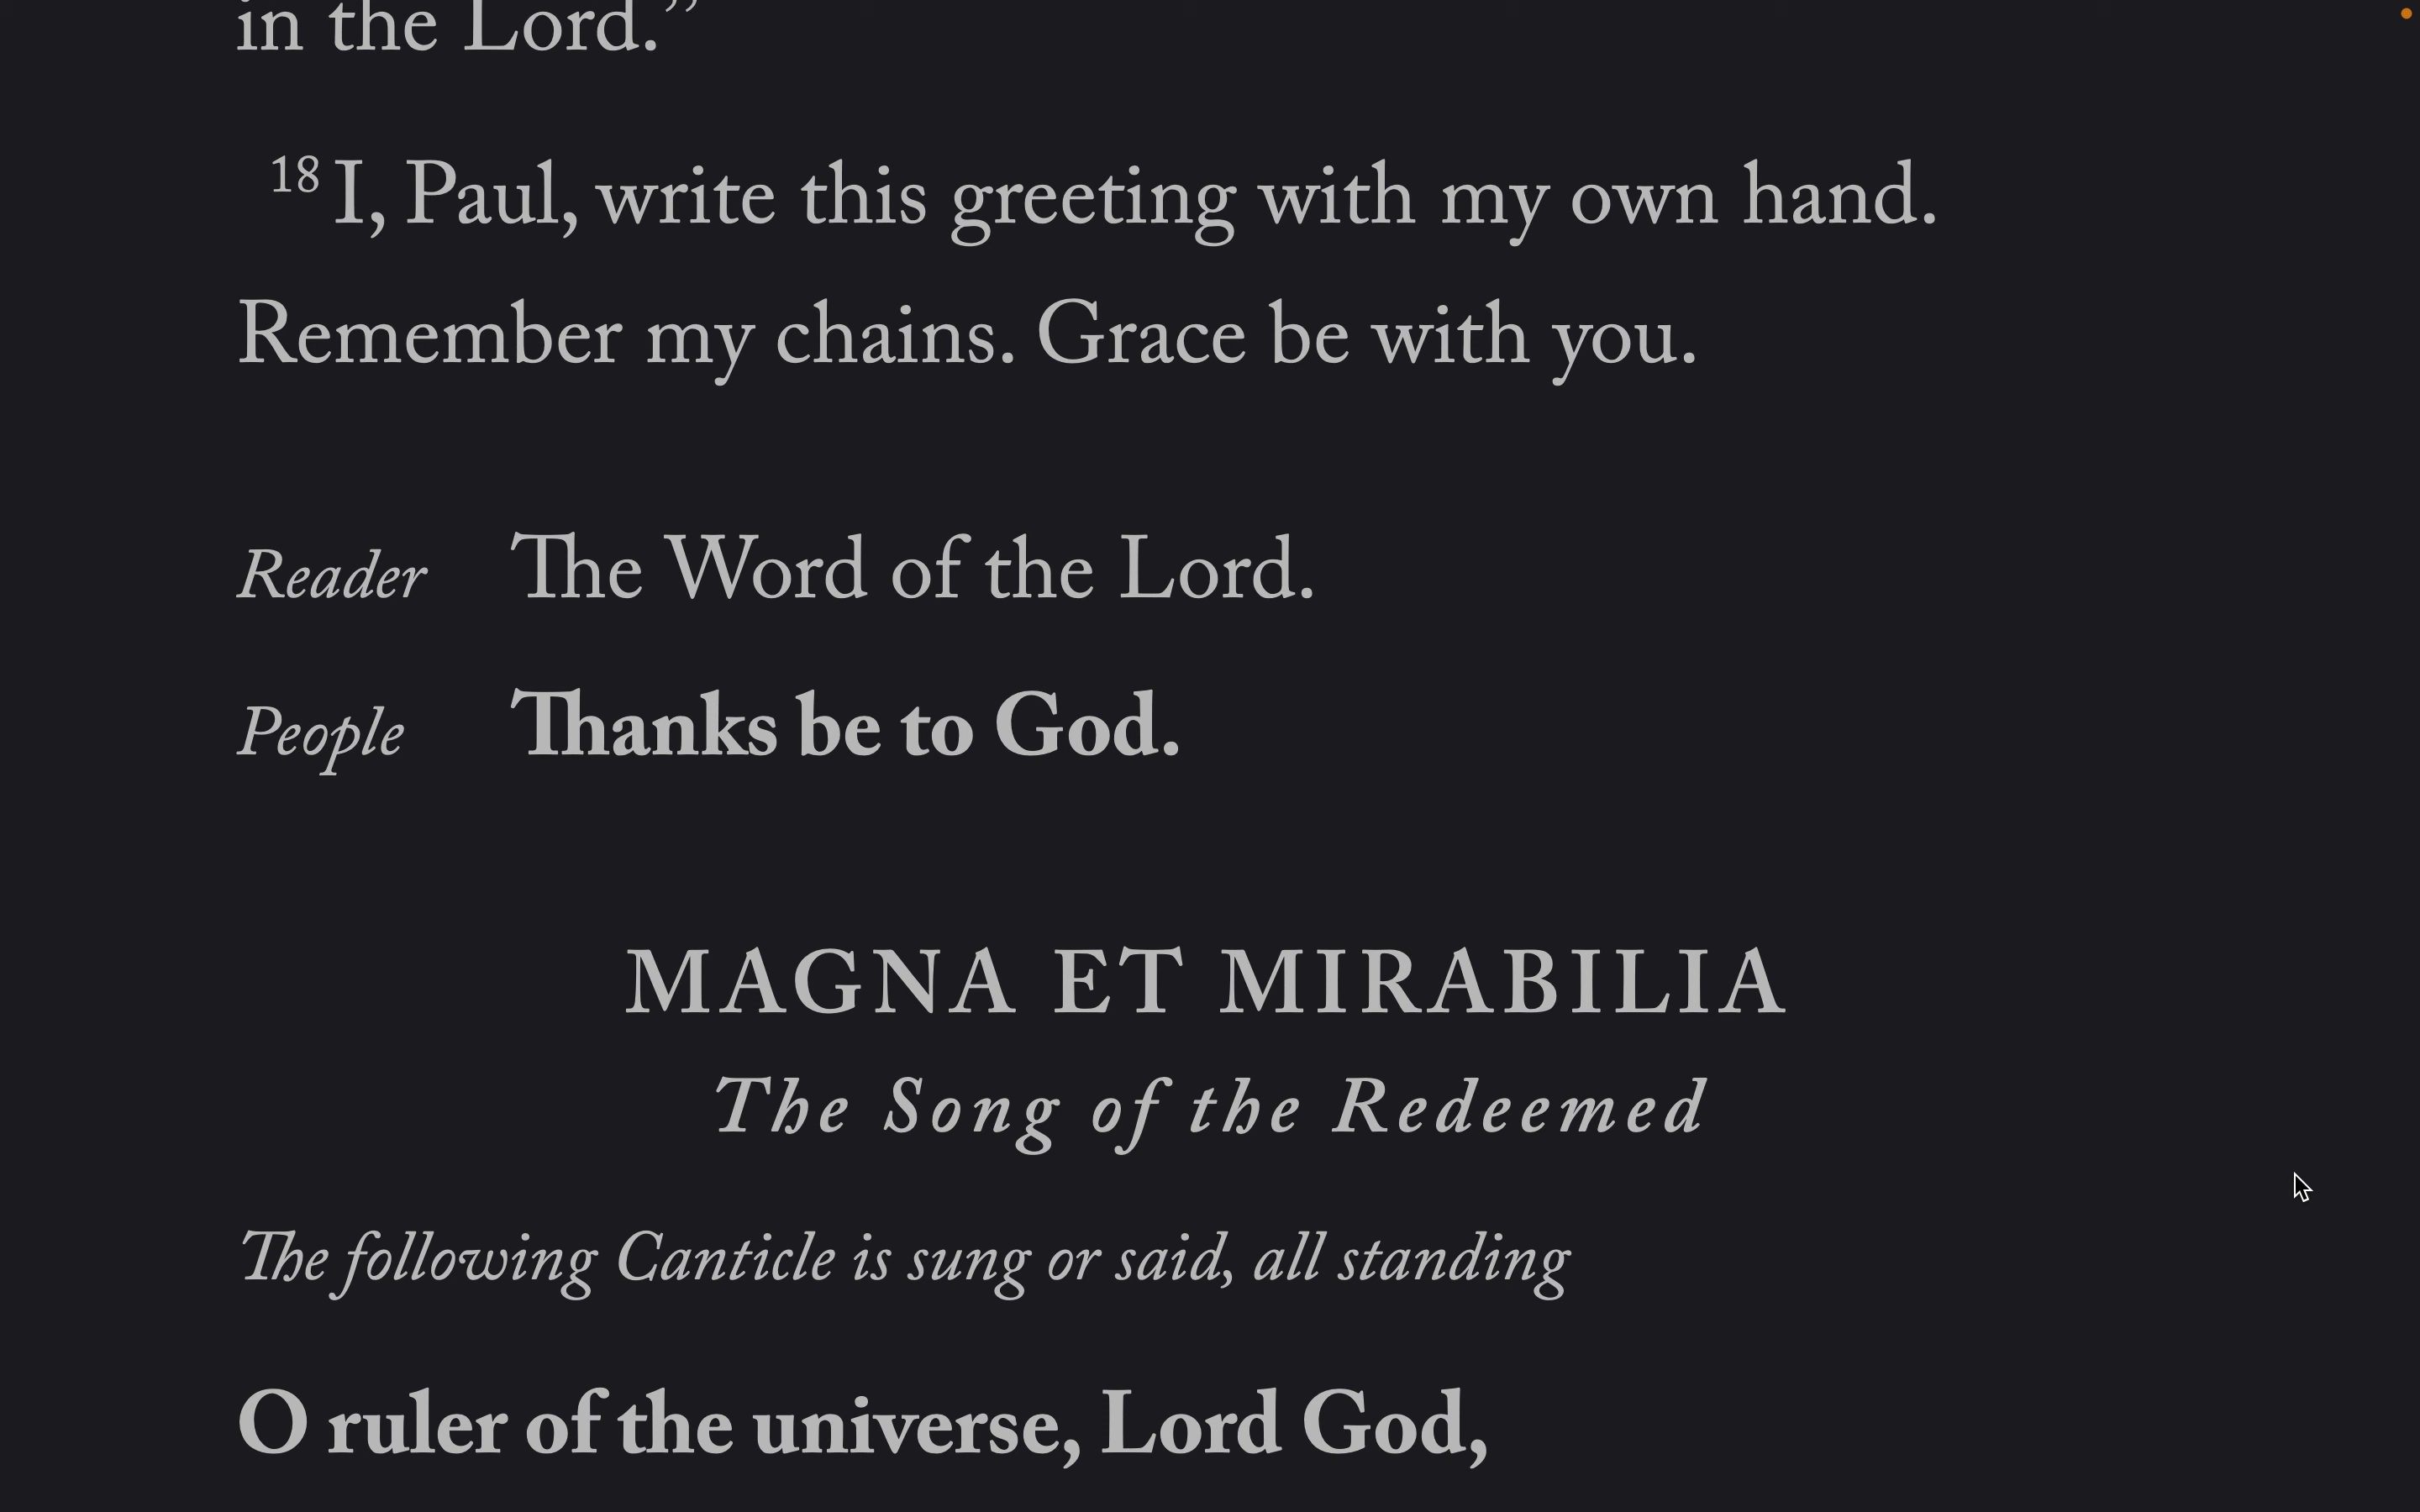 in the Lord.”
18 I, Paul, write this greeting with my own hand.
Remember my chains. Grace be with you.
Reader The Word of the Lord.
People Thanks be to God.
MAGNA ET MIRABILIA
The Song of the Redeemed
The following Canticle is sung or said, all standing
O ruler of the universe, Lord God,